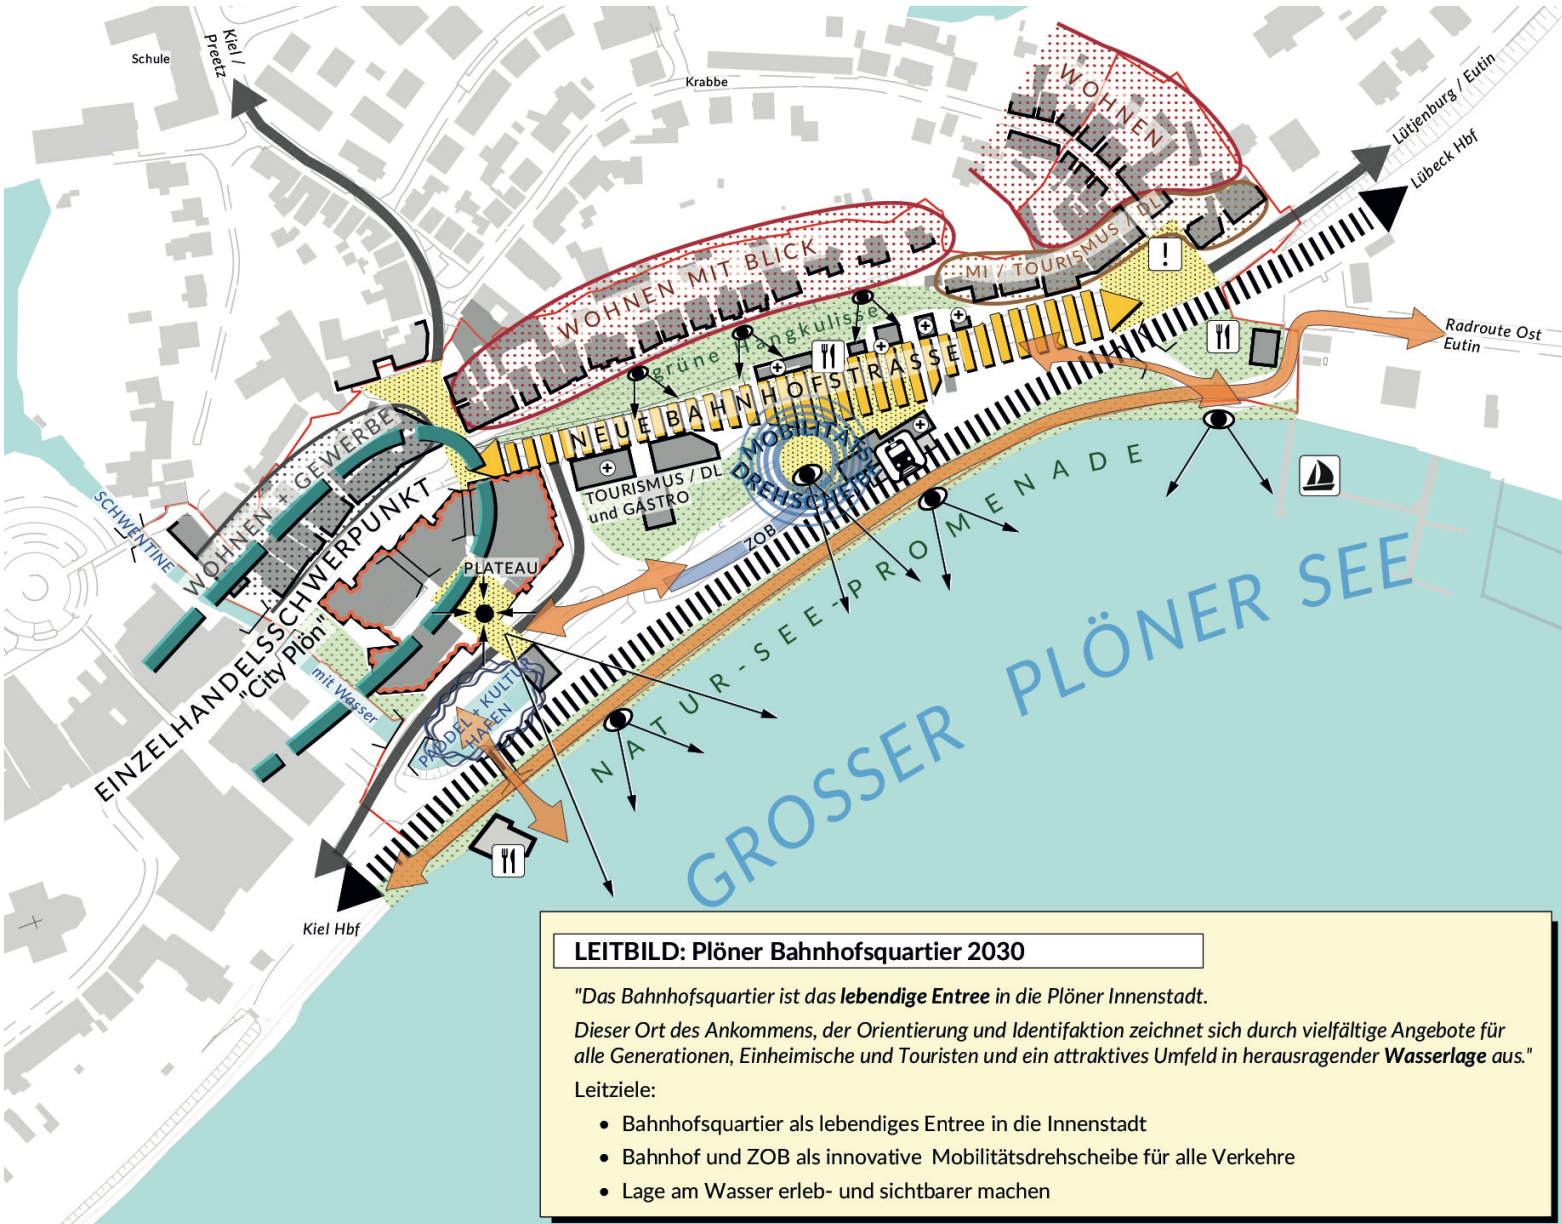 Schule
Kiel /
Preetz
Krabbe
WOHNEN
Lütjenburg / Eutin
Lübeck Hbf
MI / TOURISMUS / DL
!
WOHNEN MIT BLICK
grüne Hangkulisse
NEUE BAHNHOFSTRASSE
Radroute Ost
Eutin
WOHNEN + GEWERBE
SCHWENTINE
EINZELHANDELSSCHWERPUNKT
"City Plön"
mit Wasser
TOURISMUS / DL
und GASTRO
MOBILITÄTS
DREHSCHEIBE
ZOB
PLATEAU
PADDEL + KULTUR
HAFEN
NATUR-SEE-PROMENADE
GROSSER PLÖNER SEE
Kiel Hbf
LEITBILD: Plöner Bahnhofsquartier 2030
"Das Bahnhofsquartier ist das lebendige Entree in die Plöner Innenstadt.
Dieser Ort des Ankommens, der Orientierung und Identifaktion zeichnet sich durch vielfältige Angebote für
alle Generationen, Einheimische und Touristen und ein attraktives Umfeld in herausragender Wasserlage aus."
Leitziele:
• Bahnhofsquartier als lebendiges Entree in die Innenstadt
• Bahnhof und ZOB als innovative Mobilitätsdrehscheibe für alle Verkehre
• Lage am Wasser erleb- und sichtbarer machen